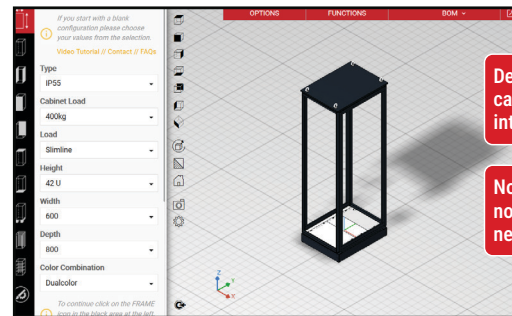 If you start with a blank
configuration please choose
your values from the selection.
Video Tutorial // Contact // FAQs
Type
IP55
Cabinet Load
400kg
Load
Slimline
Height
42 U
Width
600
Depth
800
Color Combination
Dualcolor
To continue click on the FRAME
icon in the black area at the left.
OPTIONS FUNCTIONS BOM
Z
Y
X
De
ca
int
No
no
ne